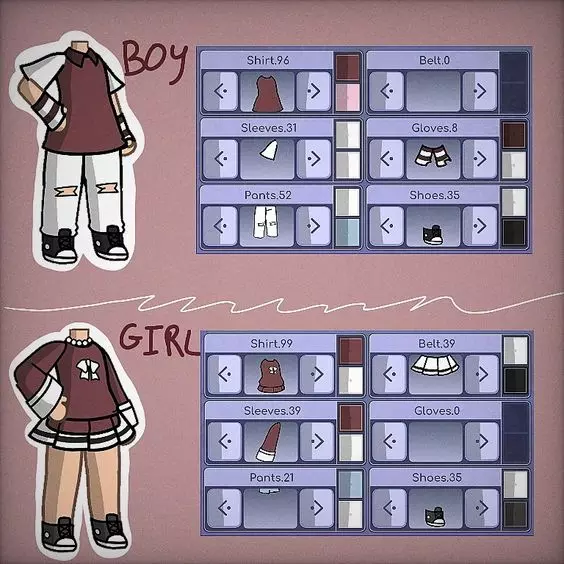 BOY
Shirt.96
Belt.0
Sleeves.31
Gloves.8
Pants.52
Shoes.35
GIRL
Shirt.99
Belt.39
Sleeves.39
Gloves.0
Pants.21
Shoes.35